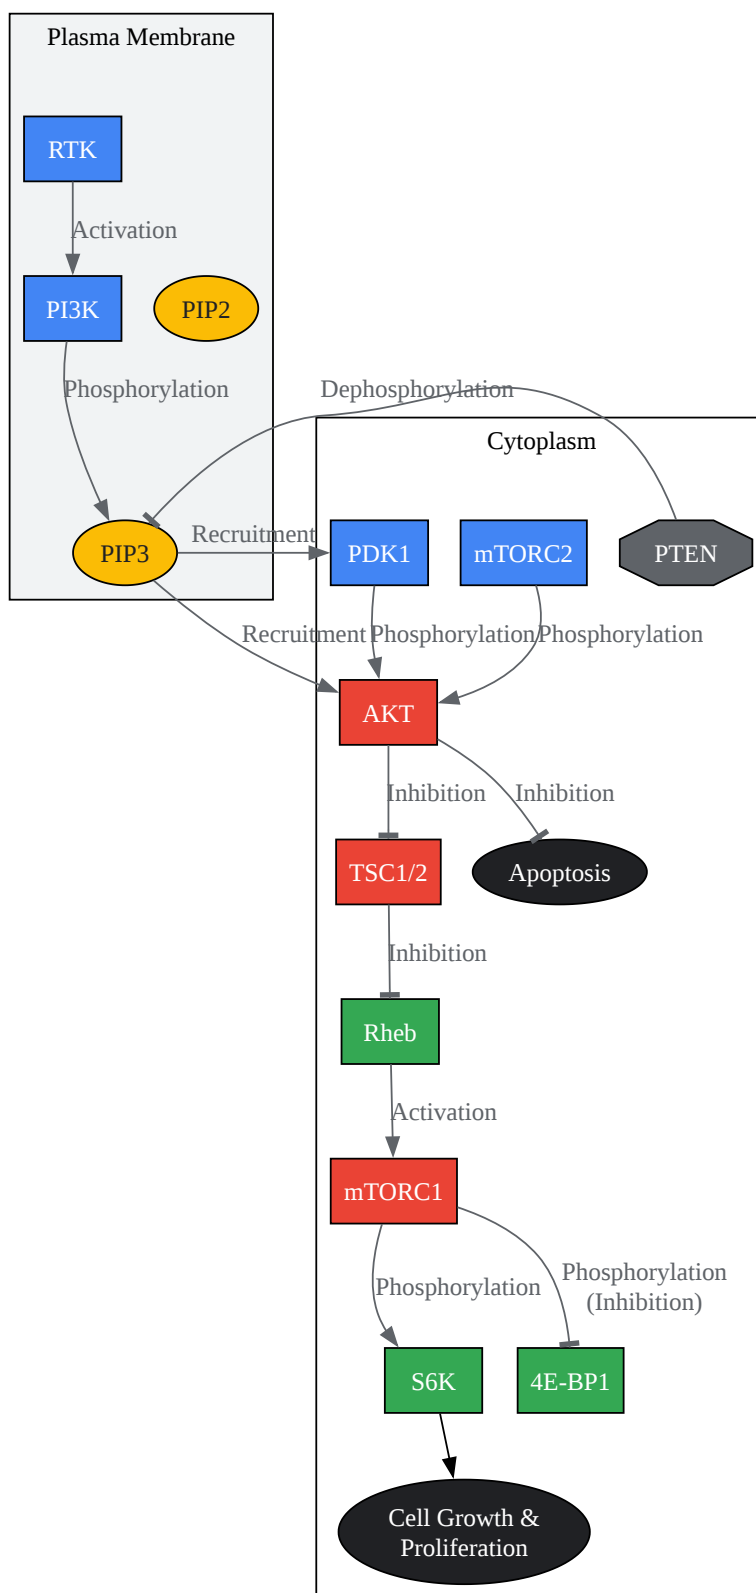 Plasma Membrane
RTK
Activation
PI3K
PIP2
Phosphorylation
Dephosphorylation
Cytoplasm
PIP3
Recruitment
PDK1
mTORC2
PTEN
Recruitment
Phosphorylation
Phosphorylation
AKT
Inhibition
Inhibition
TSC1/2
Apoptosis
Inhibition
Rheb
Activation
mTORC1
Phosphorylation
Phosphorylation
(Inhibition)
S6K
4E-BP1
Cell Growth &
Proliferation